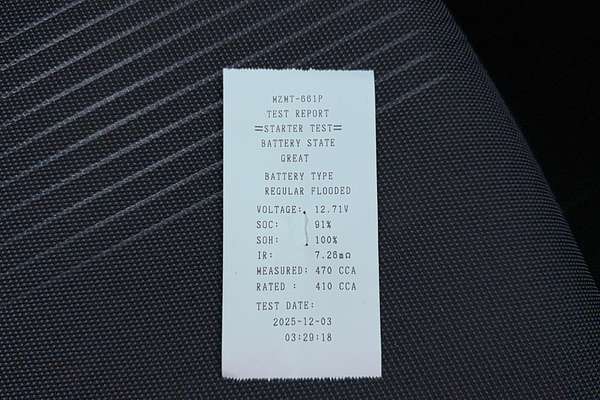 MZMT-661P
TEST REPORT
=STARTER TEST=
BATTERY STATE
GREAT
BATTERY TYPE
REGULAR FLOODED
VOLTAGE: 12.71V
SOC: 91%
SOH: 100%
IR: 7.26mΩ
MEASURED: 470 CCA
RATED : 410 CCA
TEST DATE:
2025-12-03
03:29:18